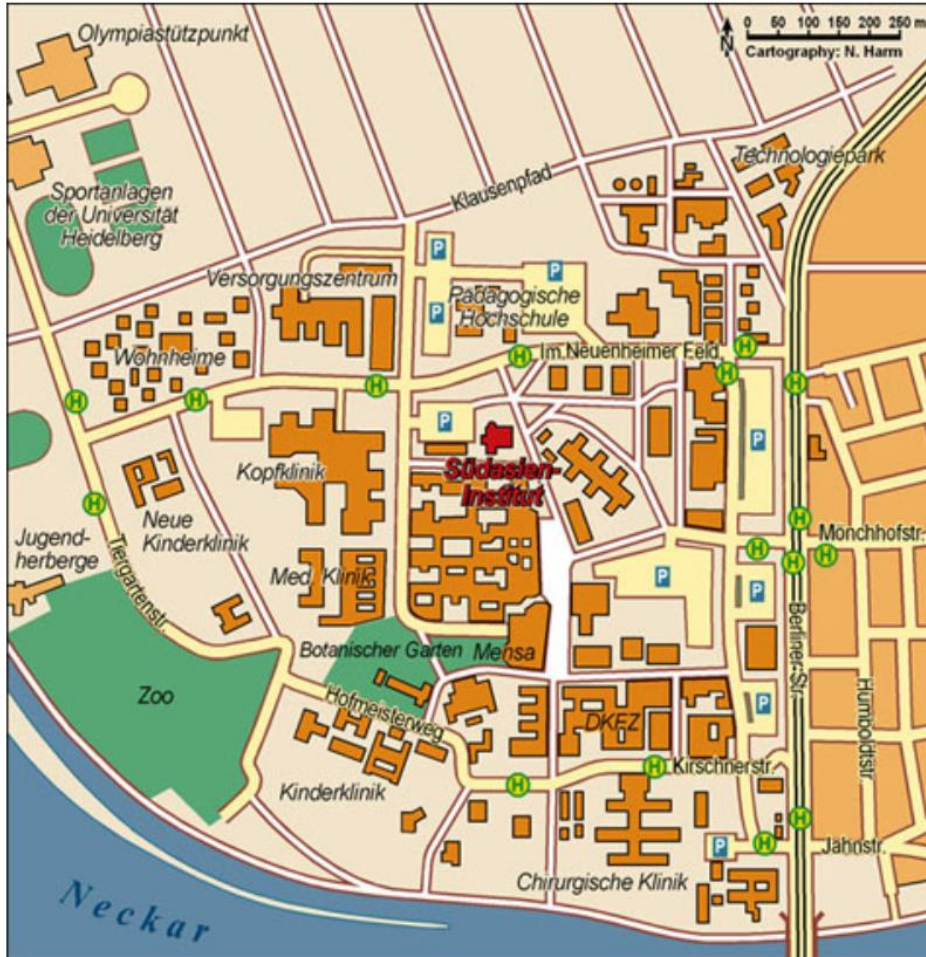 Olympiastützpunkt
N
0 50 100 150 200 250 m
Cartography: N. Harm
Technologiepark
Sportanlagen
der Universität
Heidelberg
Klausenpfad
P
Versorgungszentrum
P
P
Pädagogische
Hochschule
Wohnheime
H
Im Neuenheimer Feld
H
H
H
H
H
H
P
P
Kopfklinik
Südasien-
Institut
H
Neue
Kinderklinik
H
Mönchhofstr.
Jugend-
herberge
Tiergartenstr.
H
H
H
Med. Klinik
P
P
Berliner Str.
Botanischer Garten
Mensa
Zoo
Hofmeisterweg
Humboldtstr.
P
DKFZ
H
Kirschnerstr.
H
Kinderklinik
H
P
H
Jahnstr.
Chirurgische Klinik
Neckar